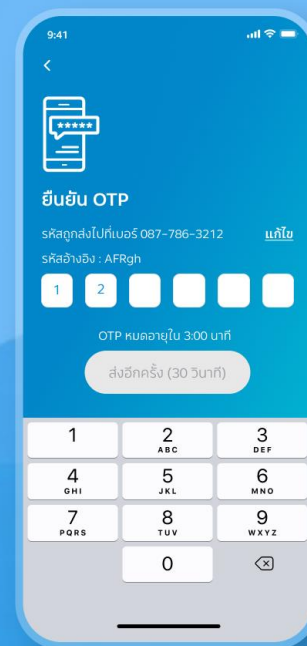 9:41
*****
ยืนยัน OTP
รหัสถูกส่งไปที่เบอร์ 087-786-3212 แก้ไข
รหัสอ้างอิง : AFRgh
1 2
OTP หมดอายุใน 3:00 นาที
ส่งอีกครั้ง (30 วินาที)
1 2 3
ABC DEF
4 5 6
GHI JKL MNO
7 8 9
PQRS TUV WXYZ
0